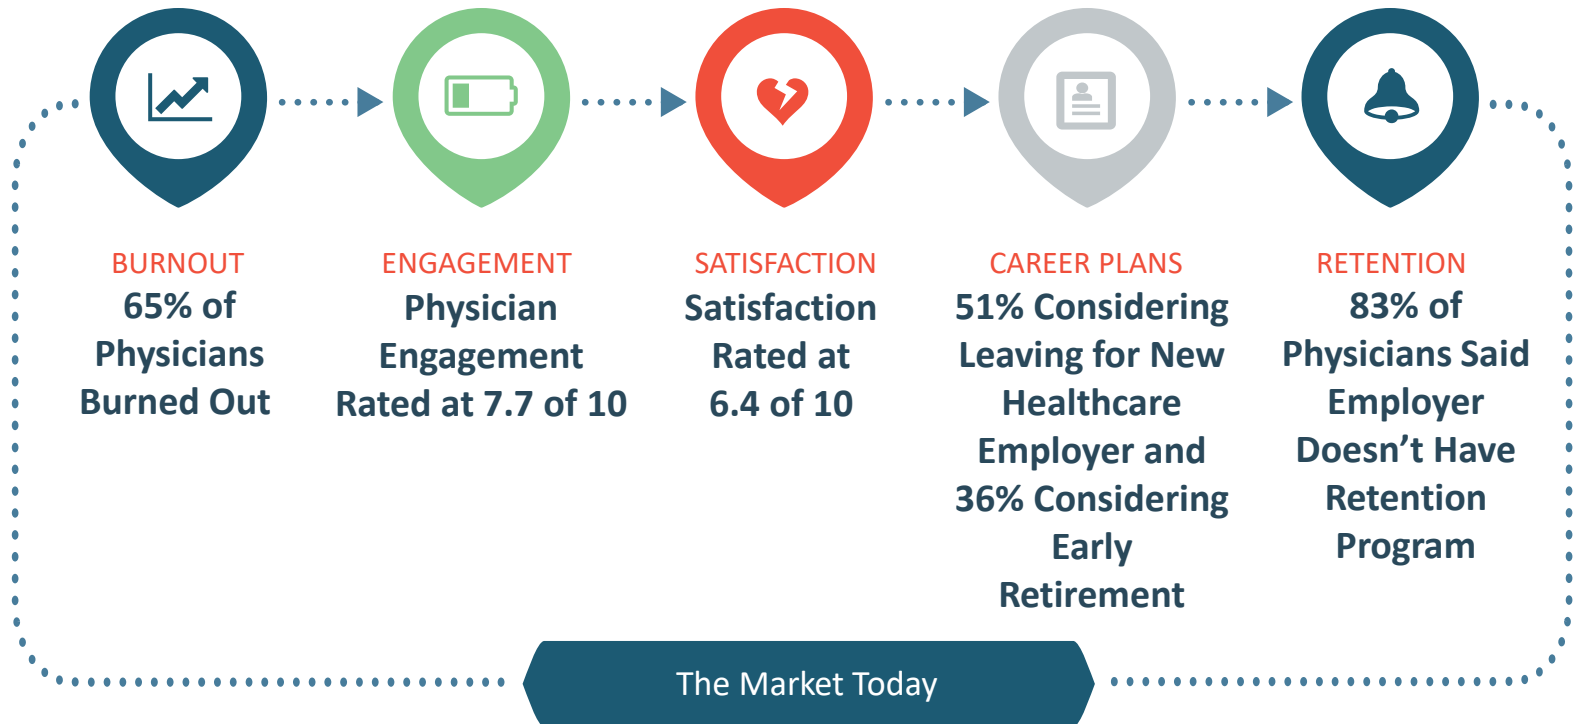 BURNOUT
65% of
Physicians
Burned Out
ENGAGEMENT
Physician
Engagement
Rated at 7.7 of 10
SATISFACTION
Satisfaction
Rated at
6.4 of 10
CAREER PLANS
51% Considering
Leaving for New
Healthcare
Employer and
36% Considering
Early
Retirement
RETENTION
83% of
Physicians Said
Employer
Doesn’t Have
Retention
Program
The Market Today